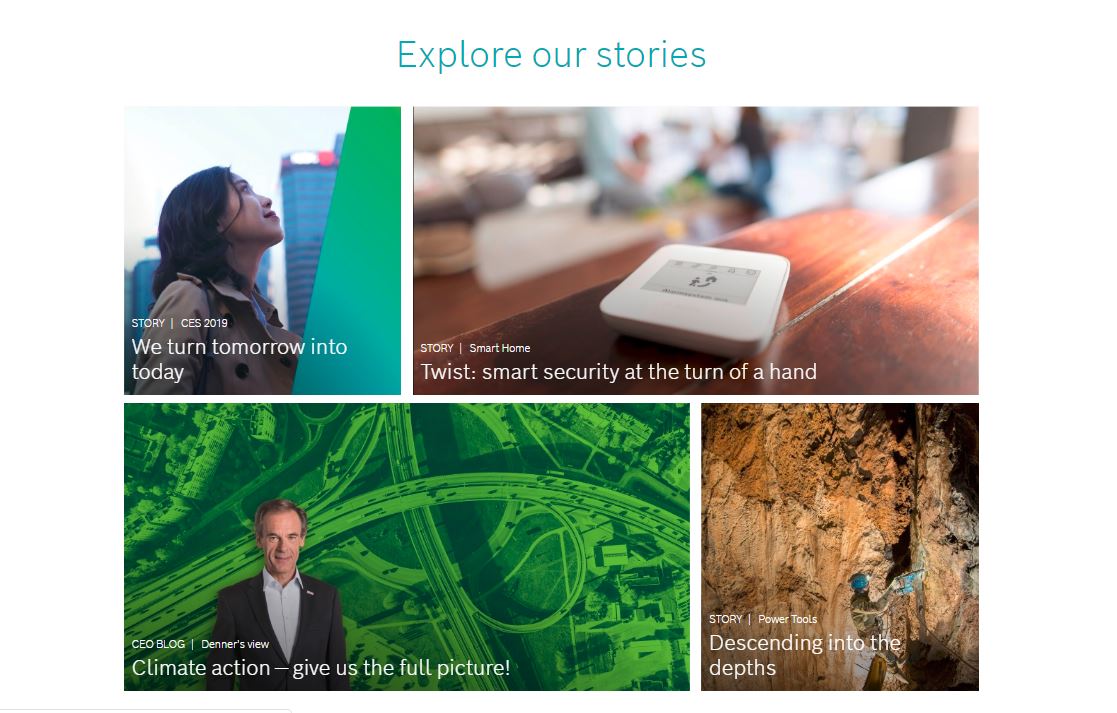 Explore our stories
STORY | CES 2019
We turn tomorrow into
today
STORY | Smart Home
Twist: smart security at the turn of a hand
CEO BLOG | Denner's view
Climate action – give us the full picture!
STORY | Power Tools
Descending into the
depths